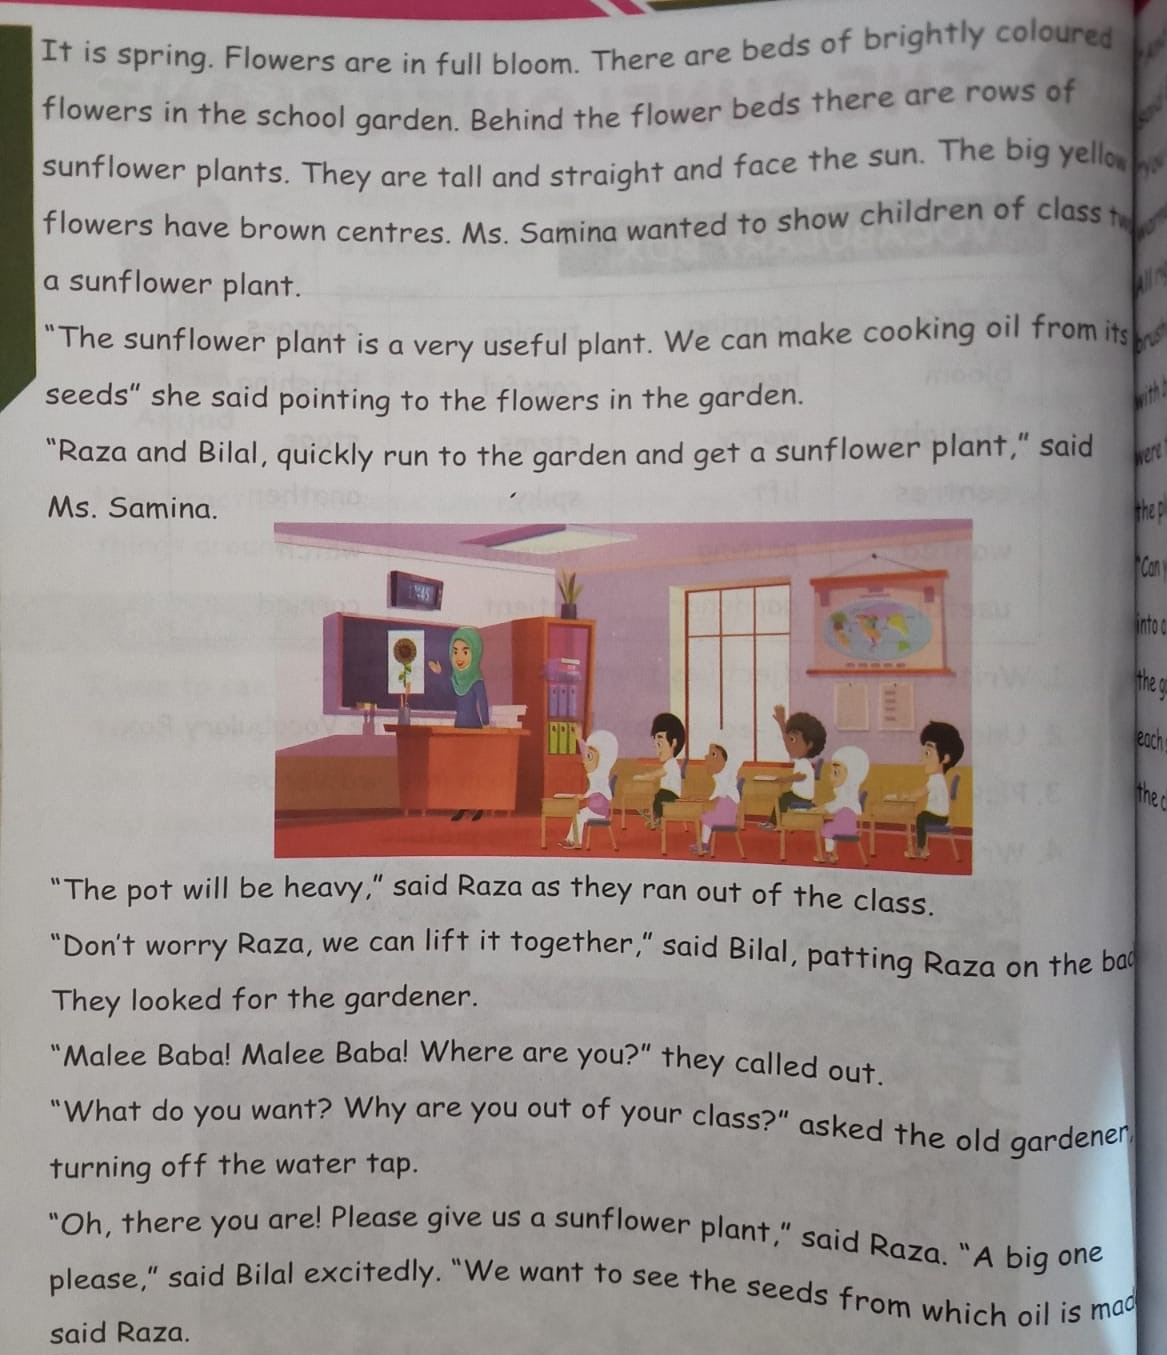 It is spring. Flowers are in full bloom. There are beds of brightly coloured
flowers in the school garden. Behind the flower beds there are rows of
sunflower plants. They are tall and straight and face the sun. The big yellow
flowers have brown centres. Ms. Samina wanted to show children of class
a sunflower plant.
"The sunflower plant is a very useful plant. We can make cooking oil from its
seeds" she said pointing to the flowers in the garden.
"Raza and Bilal, quickly run to the garden and get a sunflower plant," said
Ms. Samina.
"The pot will be heavy," said Raza as they ran out of the class.
"Don't worry Raza, we can lift it together," said Bilal, patting Raza on the
They looked for the gardener.
"Malee Baba! Malee Baba! Where are you?" they called out.
"What do you want? Why are you out of your class?" asked the old gardener,
turning off the water tap.
"Oh, there you are! Please give us a sunflower plant," said Raza. "A big one
please," said Bilal excitedly. "We want to see the seeds from which oil is
said Raza.
with
were
the
"Can
into
the
each
the